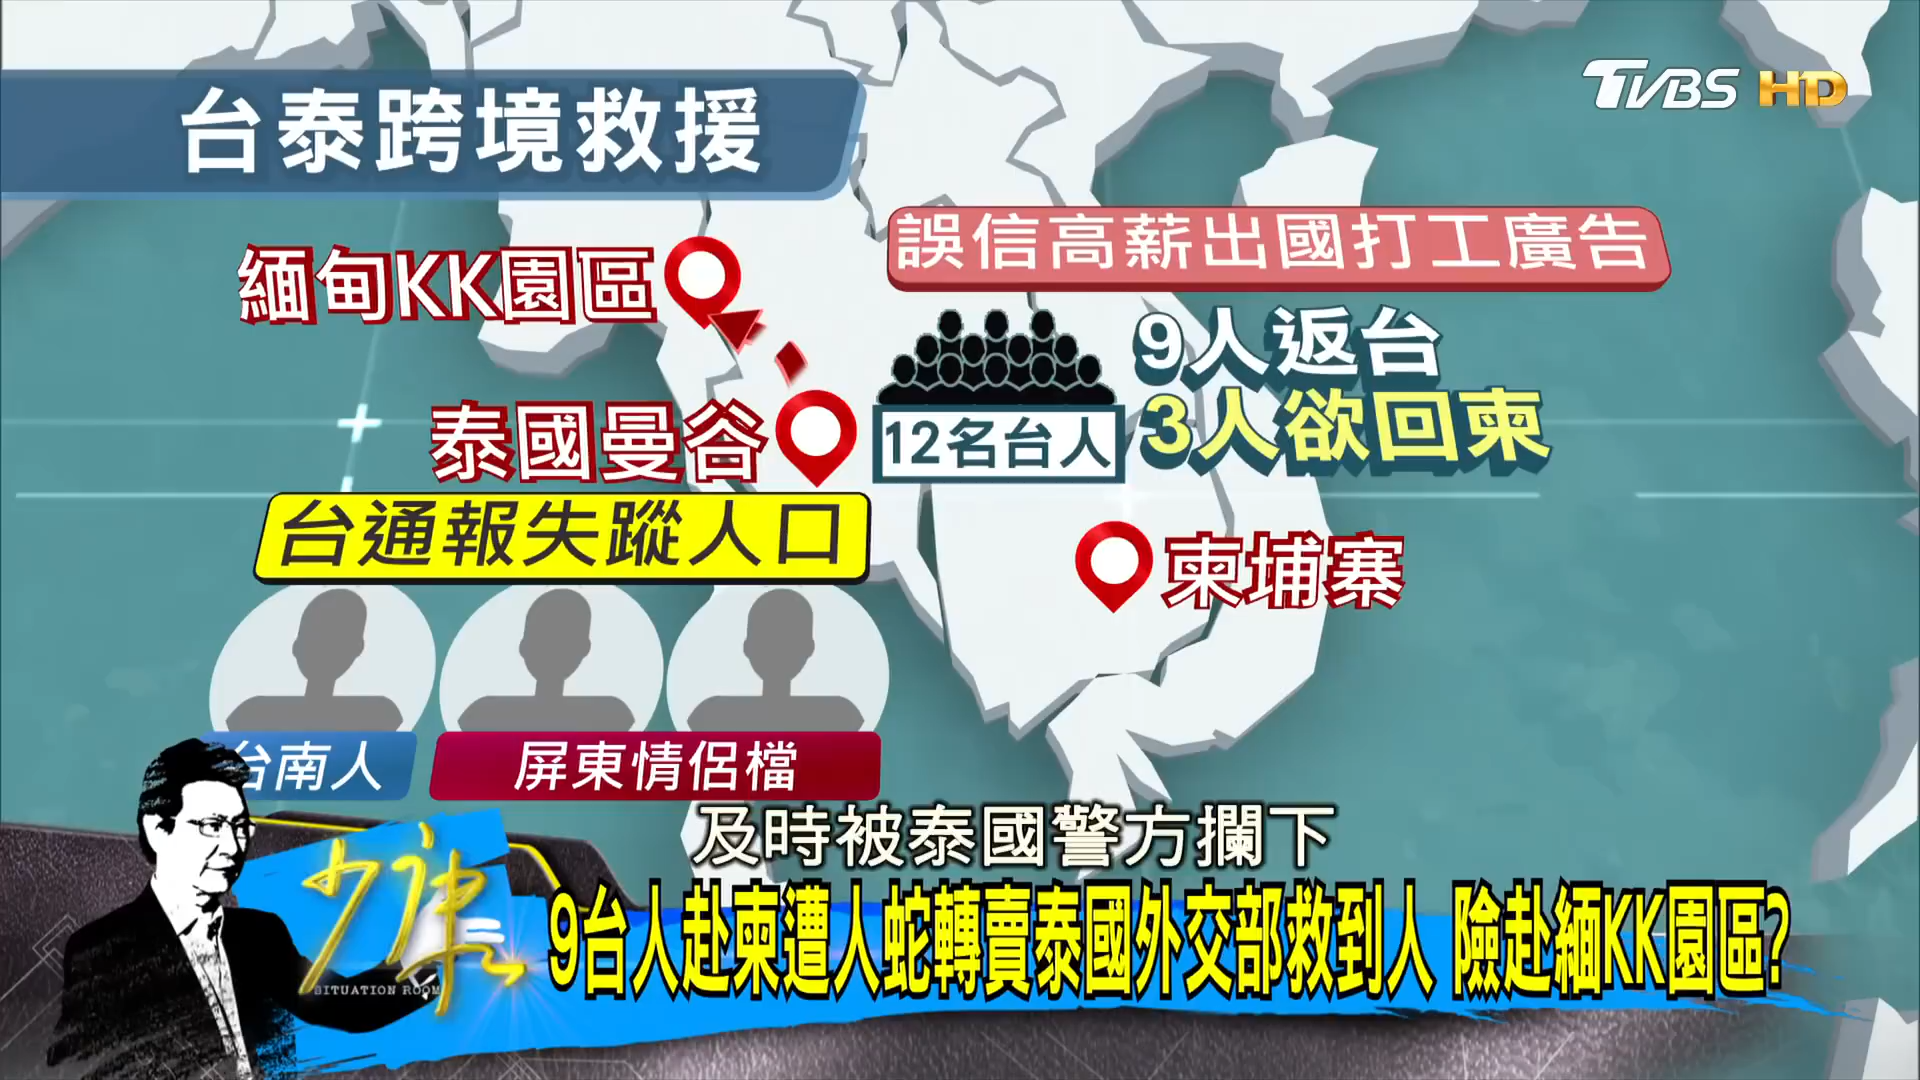 TVBS HD
台泰跨境救援
誤信高薪出國打工廣告
緬甸KK園區
9人返台
3人欲回柬
泰國曼谷
12名台人
台通報失蹤人口
柬埔寨
台南人
屏東情侶檔
及時被泰國警方攔下
少康
SITUATION ROOM
9台人赴柬遭人蛇轉賣泰國外交部救到人 險赴緬KK園區?